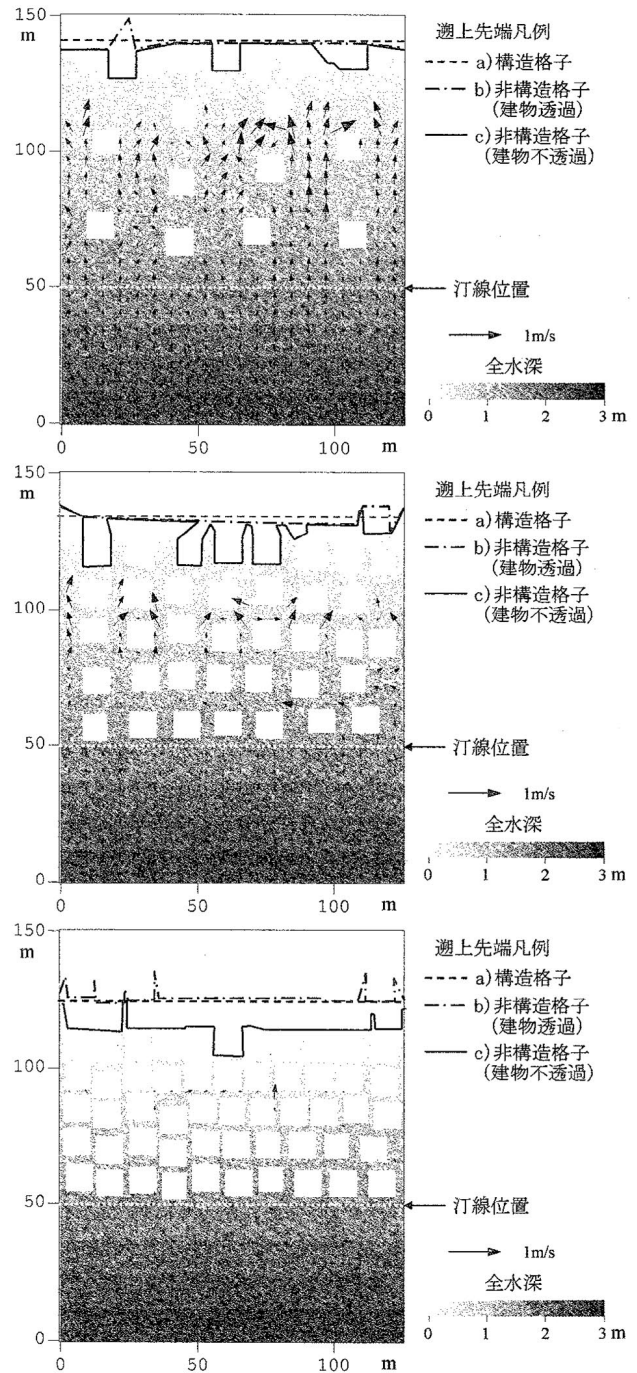 150
m
100
50
0
0
50
100
m
遡上先端凡例
a)構造格子
b)非構造格子
(建物透過)
c)非構造格子
(建物不透過)
汀線位置
1m/s
全水深
0 1 2 3 m
150
m
100
50
0
0
50
100
m
遡上先端凡例
a)構造格子
b)非構造格子
(建物透過)
c)非構造格子
(建物不透過)
汀線位置
1m/s
全水深
0 1 2 3 m
150
m
100
50
0
0
50
100
m
遡上先端凡例
a)構造格子
b)非構造格子
(建物透過)
c)非構造格子
(建物不透過)
汀線位置
1m/s
全水深
0 1 2 3 m